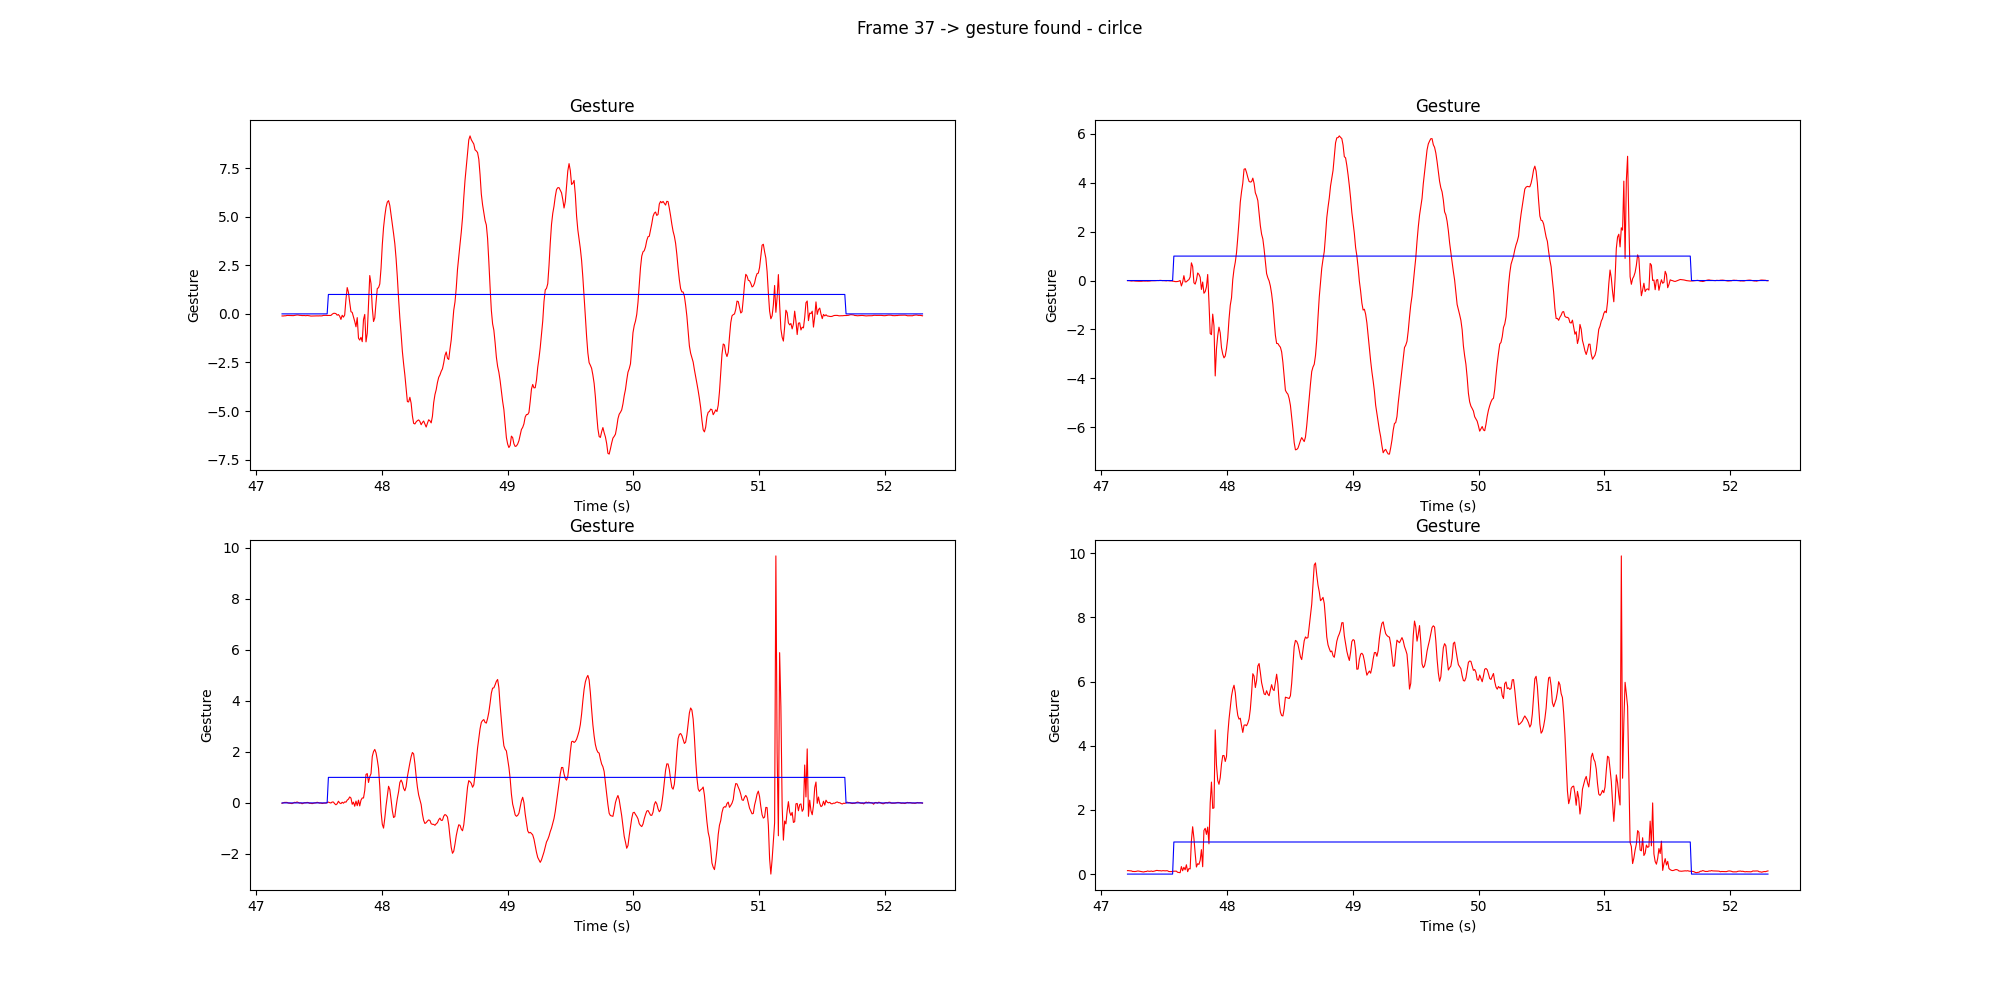 Frame 37 -> gesture found - cirlce
Gesture
Gesture
7.5
5.0
2.5
0.0
−2.5
−5.0
−7.5
Gesture
47 48 49 50 51 52
Time (s)
6
4
2
0
−2
−4
−6
Gesture
47 48 49 50 51 52
Time (s)
Gesture
Gesture
10
8
6
4
2
0
−2
Gesture
47 48 49 50 51 52
Time (s)
10
8
6
4
2
0
Gesture
47 48 49 50 51 52
Time (s)